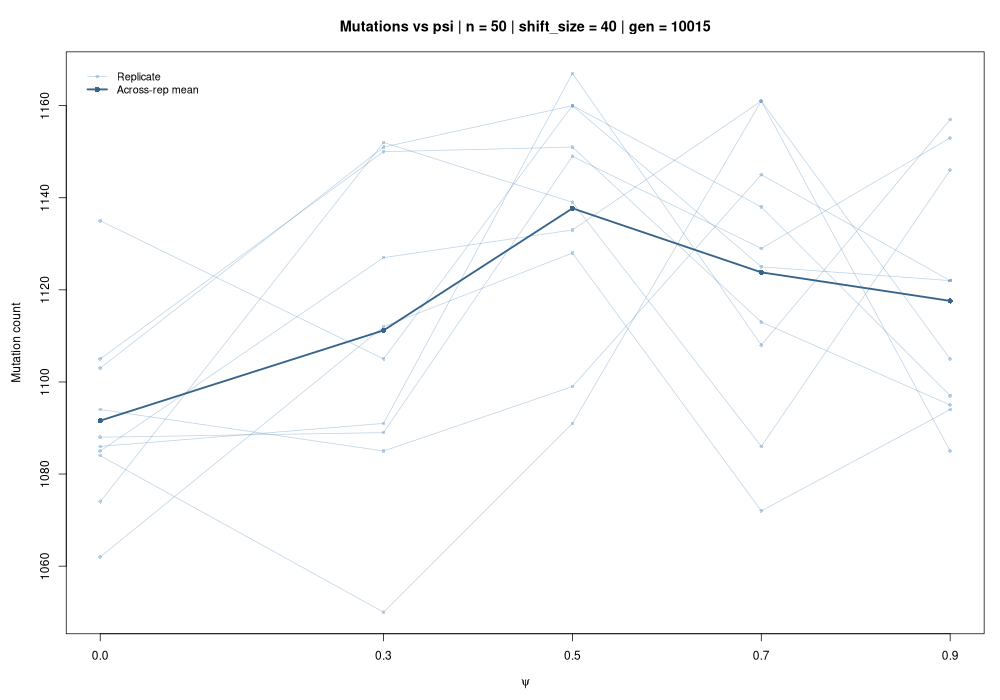 Mutations vs psi | n = 50 | shift_size = 40 | gen = 10015
Replicate
Across-rep mean
Mutation count
1160
1140
1120
1100
1080
1060
0.0 0.3 0.5 0.7 0.9
ψ